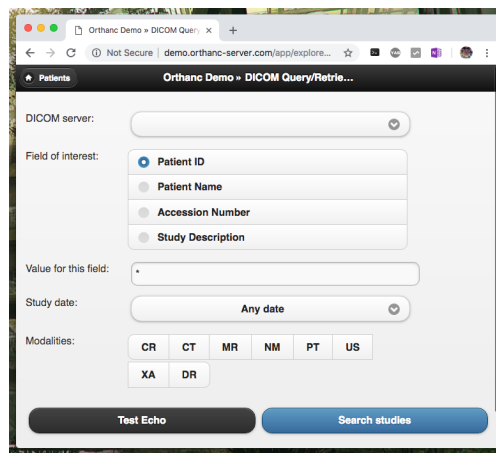 Orthanc Demo » DICOM Query
Not Secure | demo.orthanc-server.com/app/explore...
Patients
Orthanc Demo » DICOM Query/Retrie...
DICOM server:
Field of interest:
Patient ID
Patient Name
Accession Number
Study Description
Value for this field:
*
Study date:
Any date
Modalities:
CR CT MR NM PT US
XA DR
Test Echo
Search studies